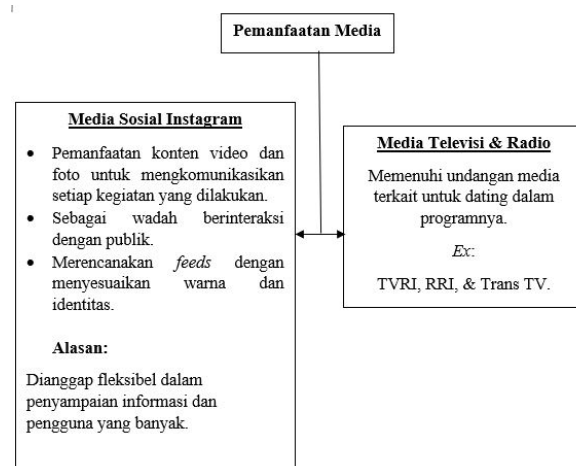 Pemanfaatan Media
Media Sosial Instagram
• Pemanfaatan konten video dan
foto untuk mengkomunikasikan
setiap kegiatan yang dilakukan.
• Sebagai wadah berinteraksi
dengan publik.
• Merencanakan feeds dengan
menyesuaikan warna dan
identitas.
Alasan:
Dianggap fleksibel dalam
penyampaian informasi dan
pengguna yang banyak.
Media Televisi & Radio
Memenuhi undangan media
terkait untuk dating dalam
programnya.
Ex:
TVRI, RRI, & Trans TV.